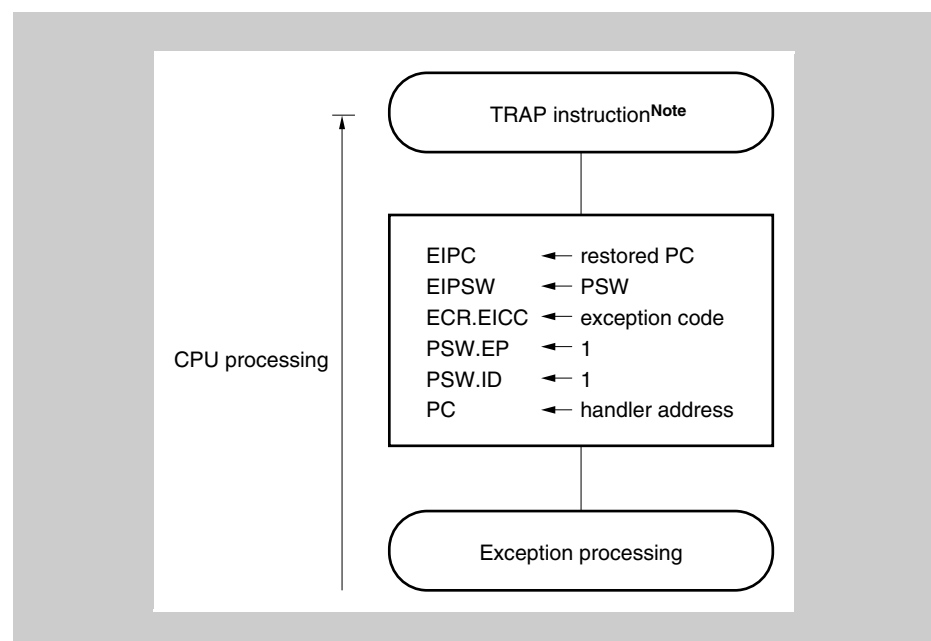 TRAP instructionNote
EIPC ← restored PC
EIPSW ← PSW
ECR.EICC ← exception code
PSW.EP ← 1
PSW.ID ← 1
PC ← handler address
CPU processing
Exception processing